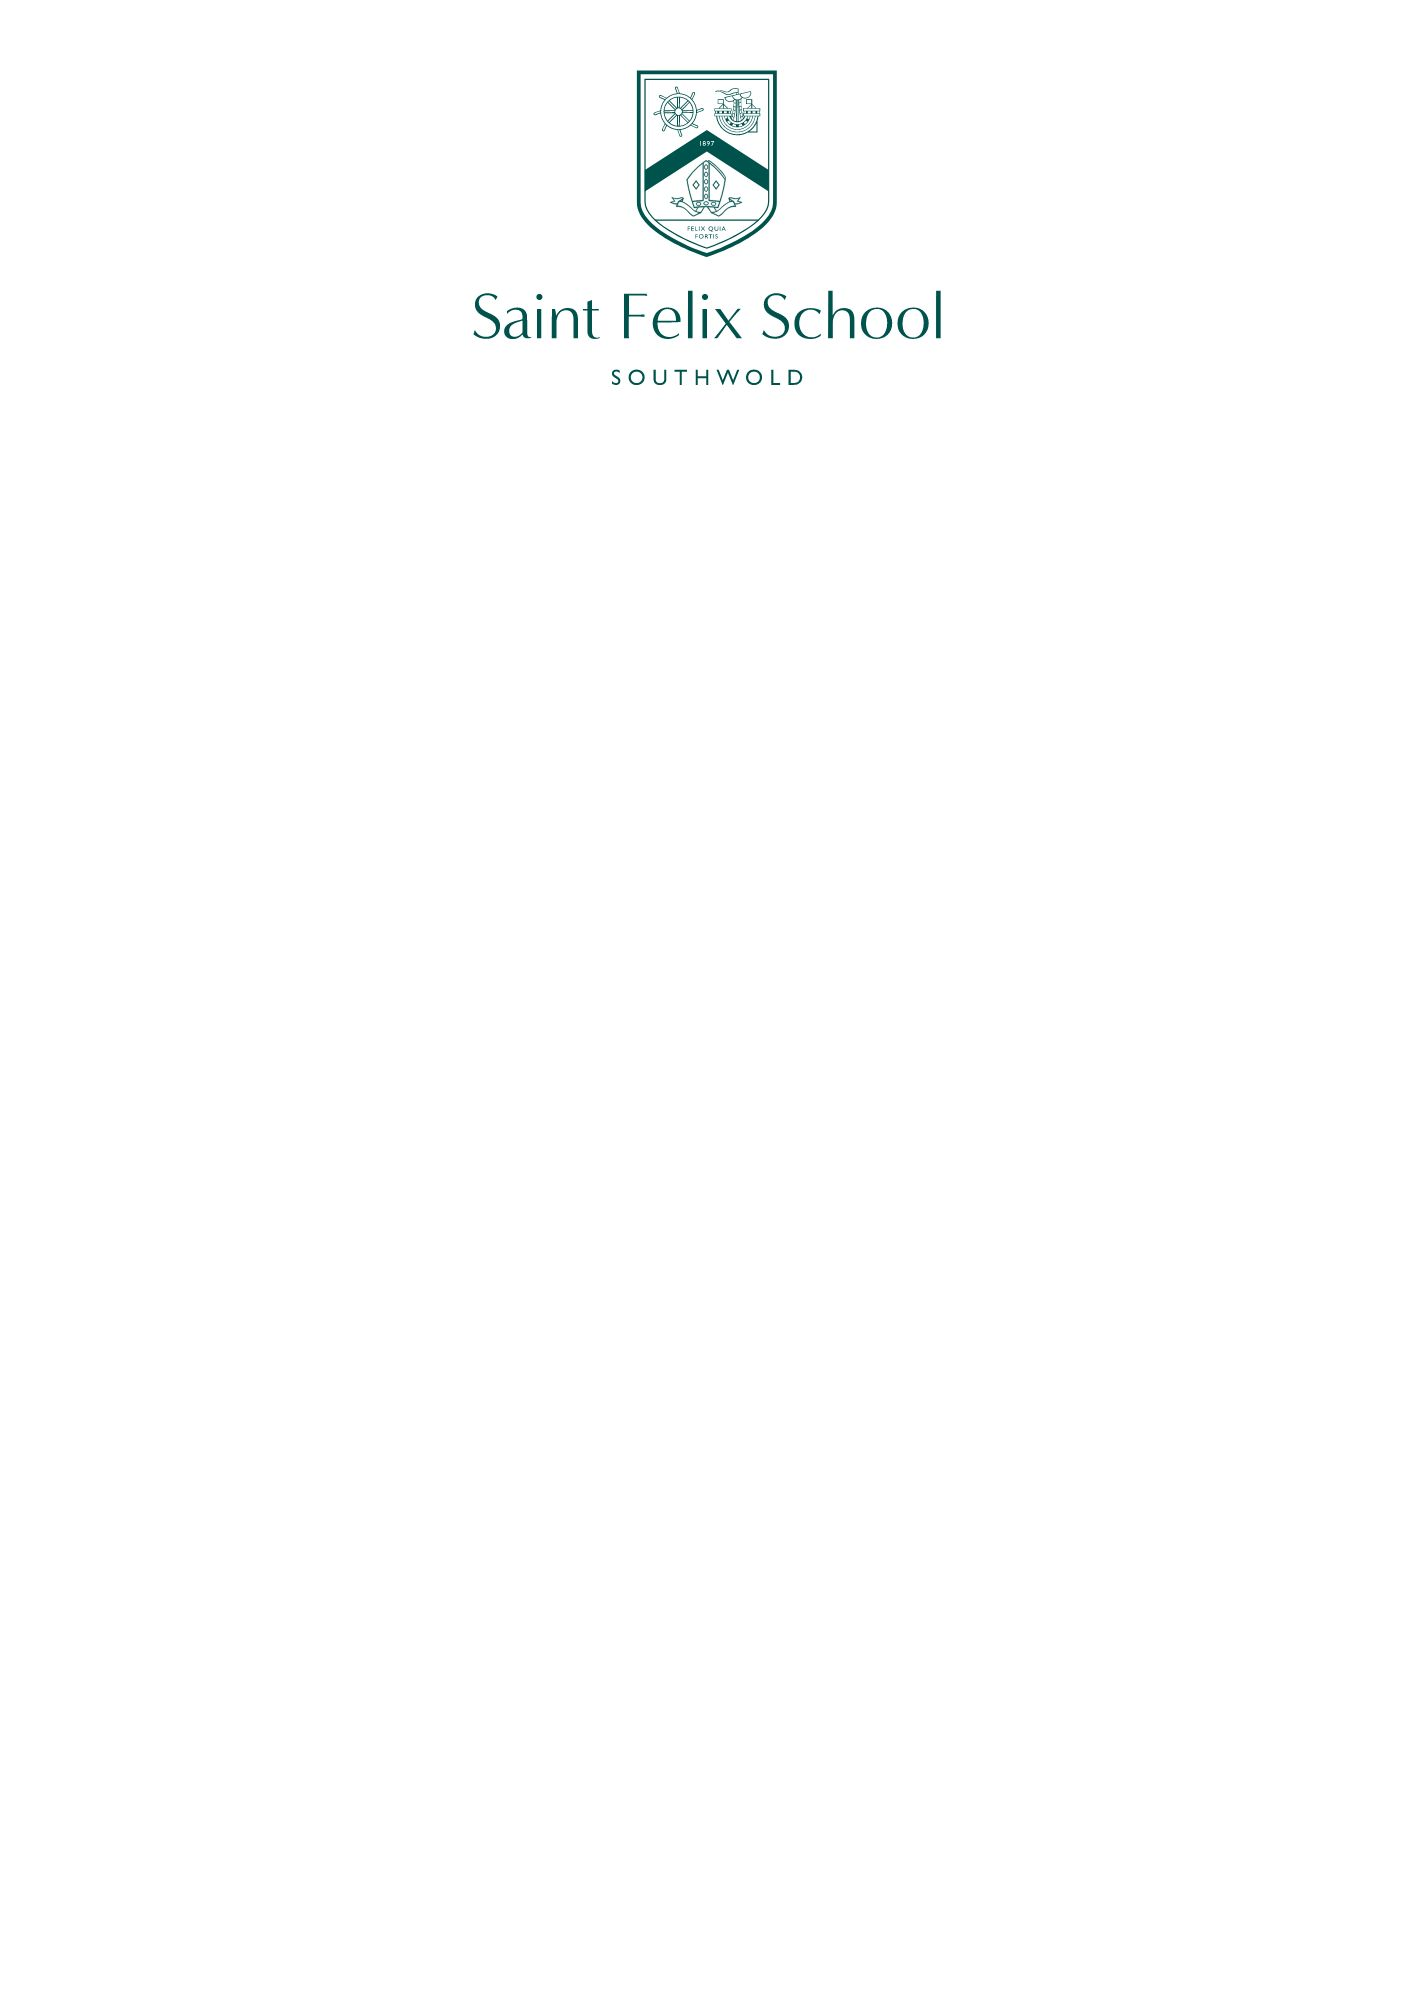 1897
FELIX QUIA
FORTIS
Saint Felix School
SOUTHWOLD